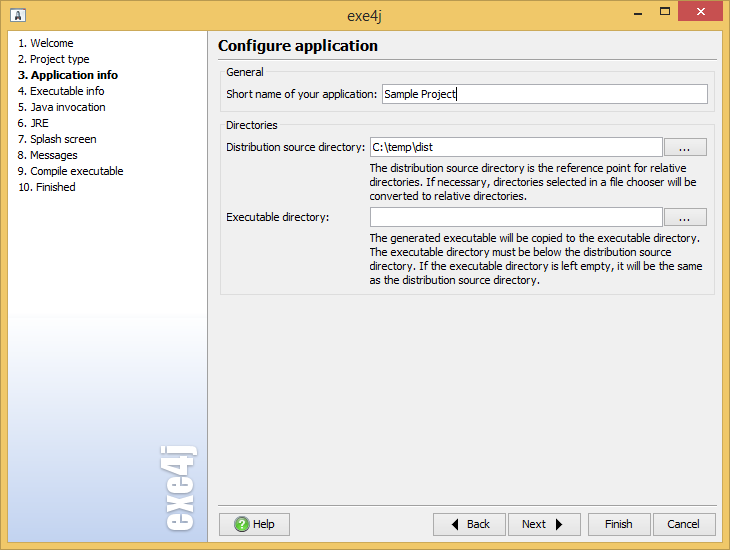 exe4j
1. Welcome
2. Project type
3. Application info
4. Executable info
5. Java invocation
6. JRE
7. Splash screen
8. Messages
9. Compile executable
10. Finished
exe4j
Configure application
General
Short name of your application: Sample Project
Directories
Distribution source directory: C:\temp\dist ...
The distribution source directory is the reference point for relative
directories. If necessary, directories selected in a file chooser will be
converted to relative directories.
Executable directory: ...
The generated executable will be copied to the executable directory.
The executable directory must be below the distribution source
directory. If the executable directory is left empty, it will be the same
as the distribution source directory.
? Help Back Next Finish Cancel